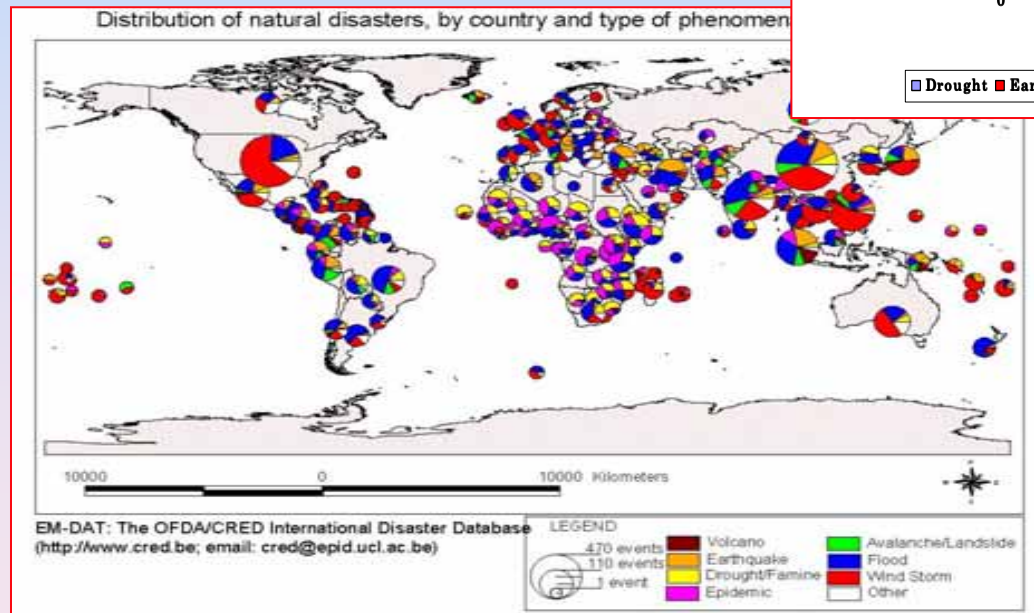 Distribution of natural disasters, by country and type of phenomen
0
Drought Ear
10000 0 10000 Kilometers
EM-DAT: The OFDA/CRED International Disaster Database
(http://www.cred.be; email: cred@epid.ucl.ac.be)
LEGEND
470 events
110 events
1 event
Volcano
Earthquake
Drought/Famine
Epidemic
Avalanche/Landslide
Flood
Wind Storm
Other